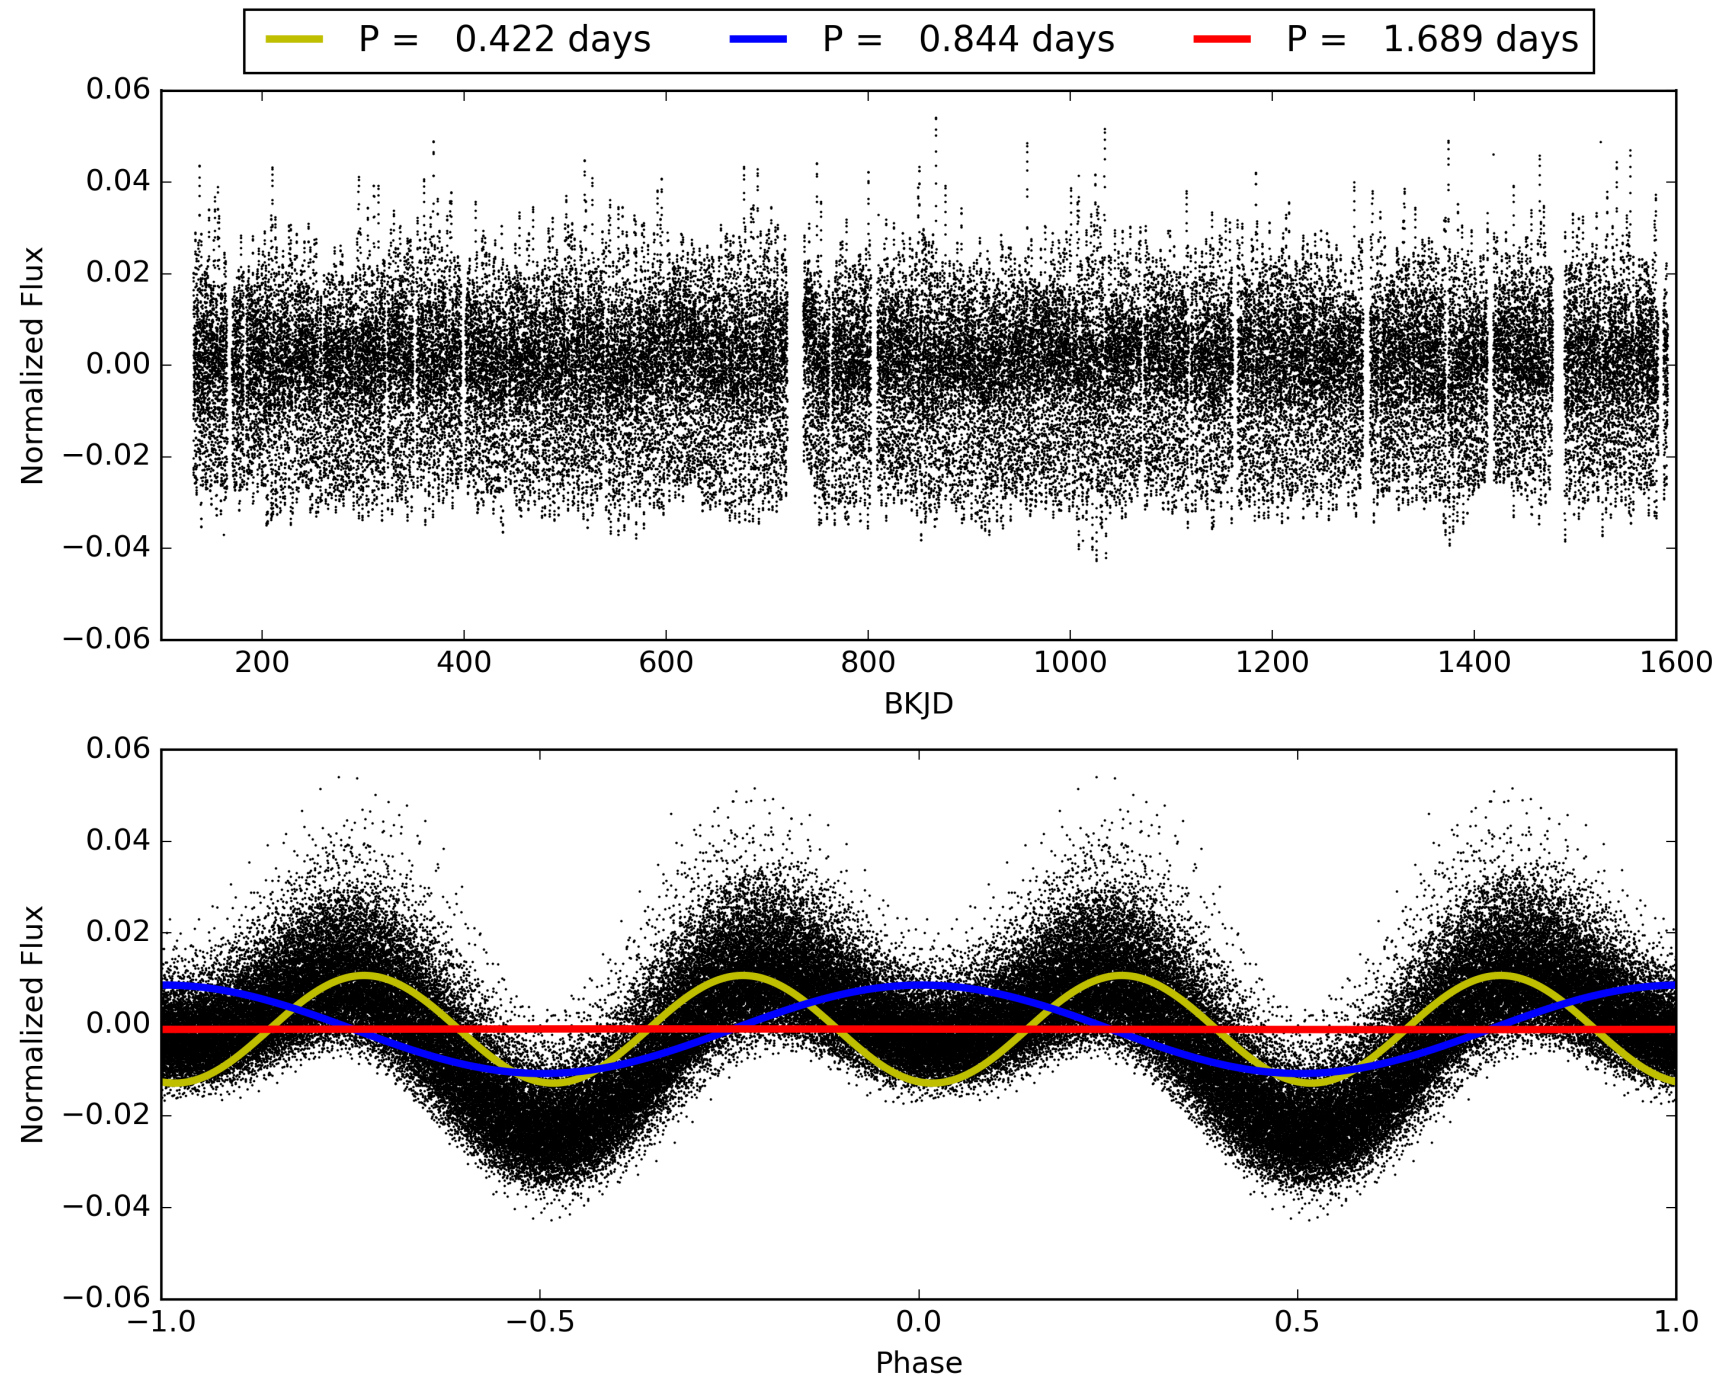 P = 0.422 days P = 0.844 days P = 1.689 days
0.06
0.04
0.02
0.00
−0.02
−0.04
−0.06
Normalized Flux
200 400 600 800 1000 1200 1400 1600
BKJD
0.06
0.04
0.02
0.00
−0.02
−0.04
−0.06
Normalized Flux
−1.0 −0.5 0.0 0.5 1.0
Phase